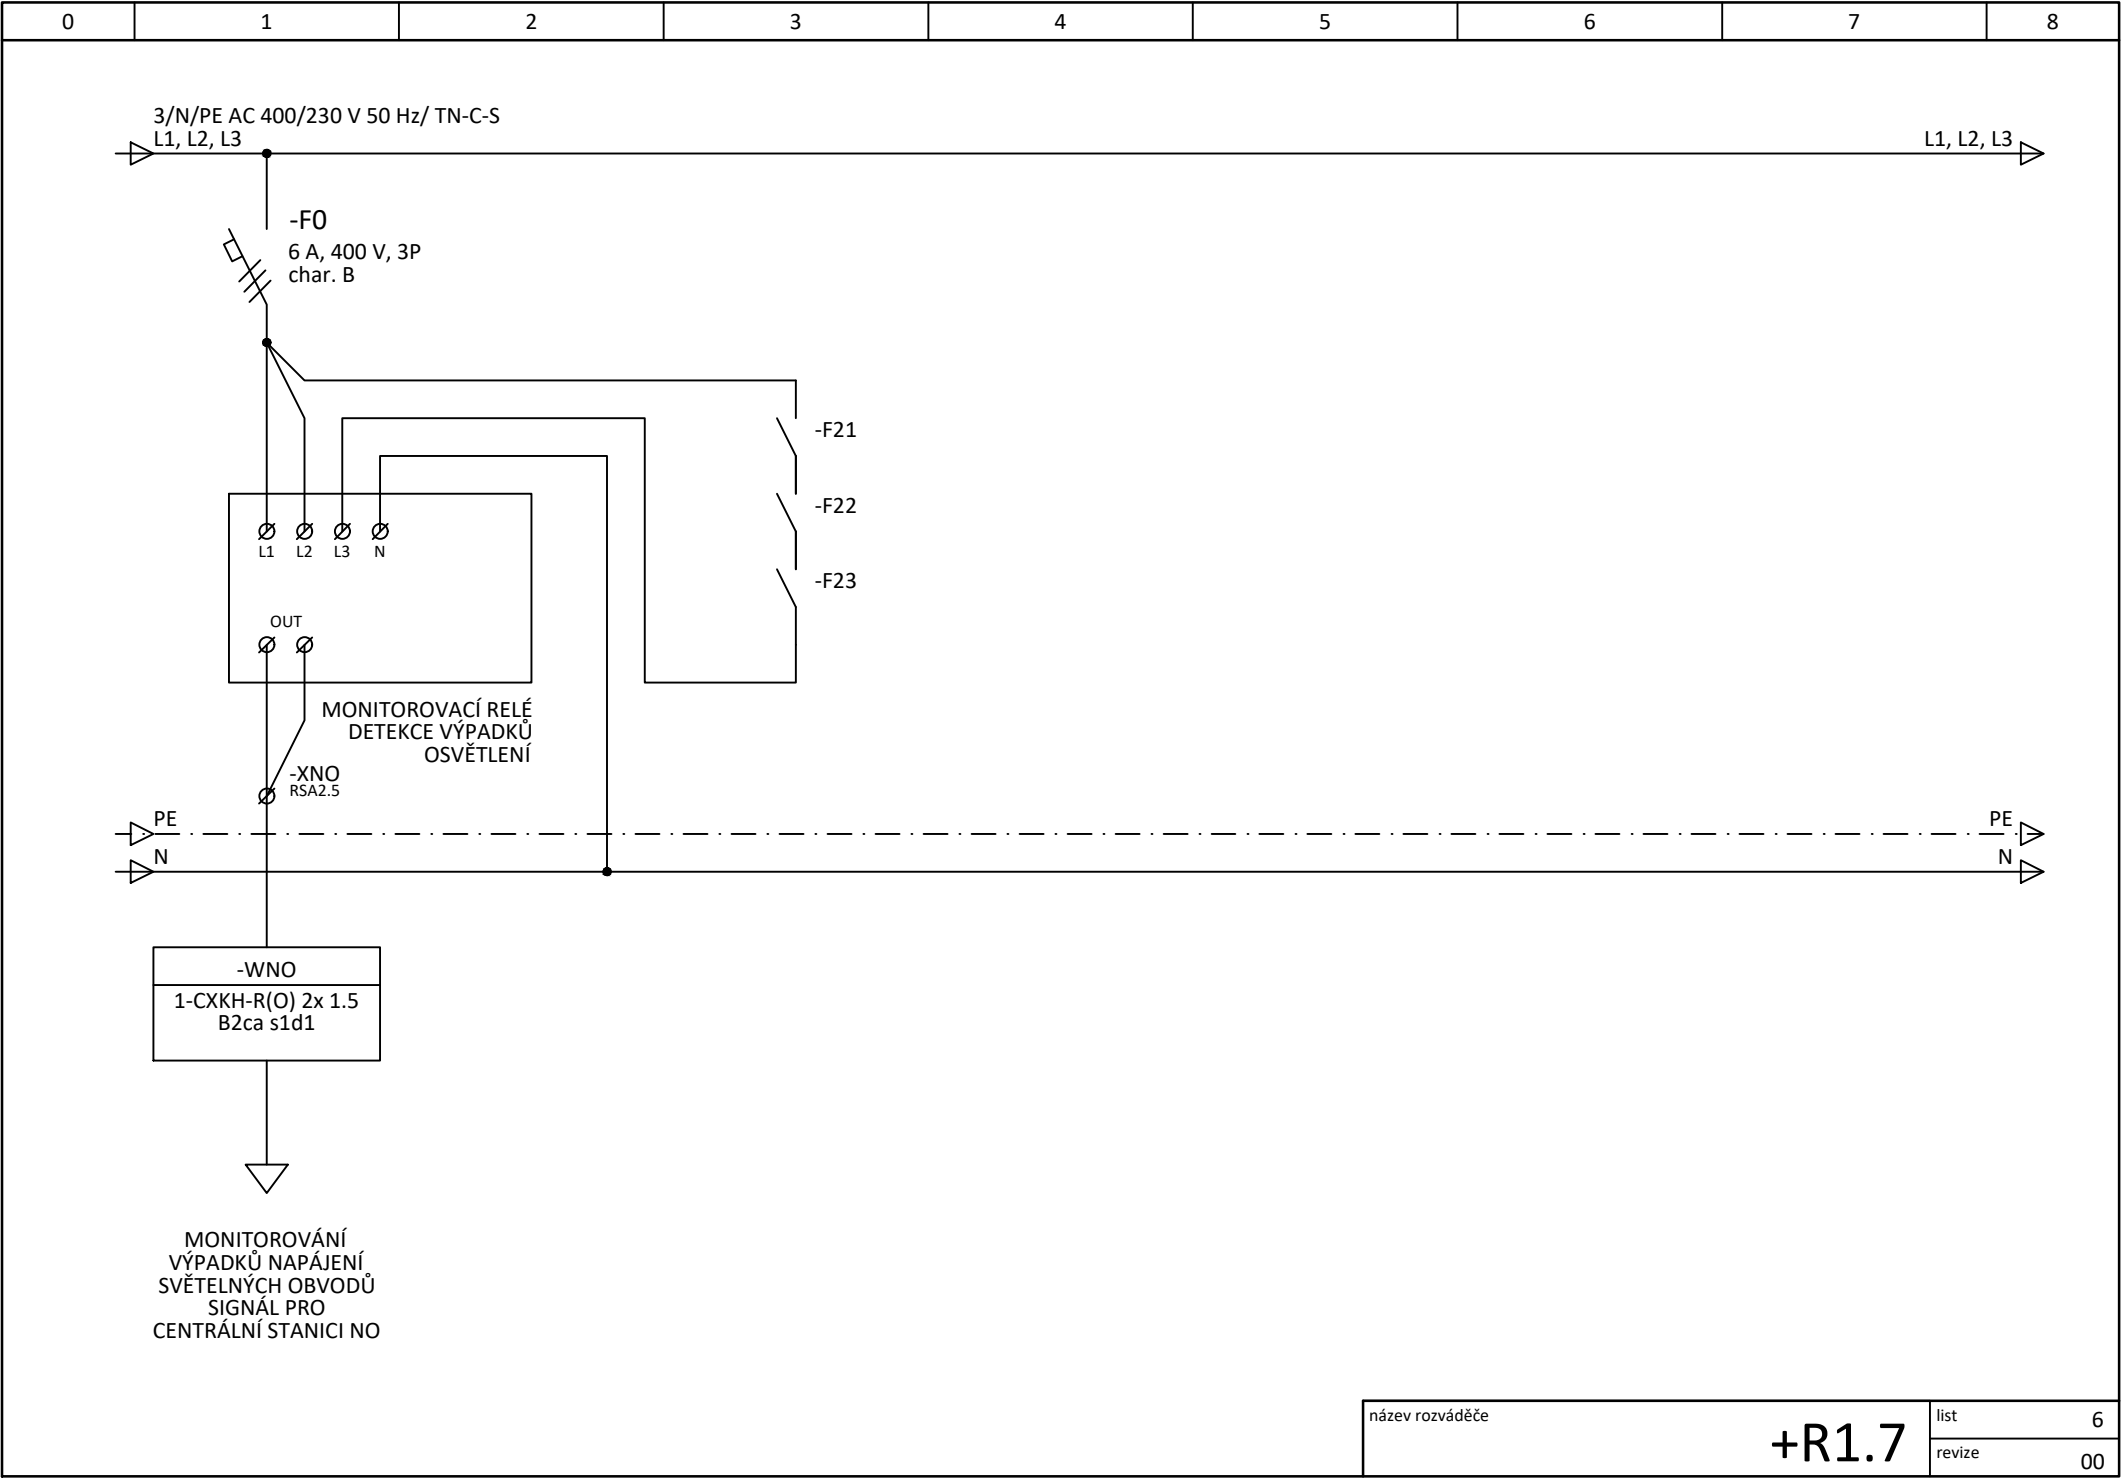 0 1 2 3 4 5 6 7 8
3/N/PE AC 400/230 V 50 Hz/ TN-C-S
L1, L2, L3
L1, L2, L3
-F0
6 A, 400 V, 3P
char. B
-F21
-F22
-F23
L1 L2 L3 N
OUT
MONITOROVACÍ RELÉ
DETEKCE VÝPADKŮ
OSVĚTLENÍ
-XNO
RSA2.5
PE
PE
N
N
-WNO
1-CXKH-R(O) 2x 1.5
B2ca s1d1
MONITOROVÁNÍ
VÝPADKŮ NAPÁJENÍ
SVĚTELNÝCH OBVODŮ
SIGNÁL PRO
CENTRÁLNÍ STANICI NO
název rozváděče
+R1.7
list 6
revize 00